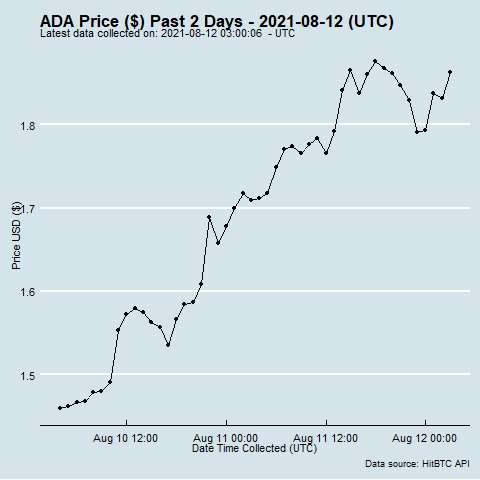 ADA Price ($) Past 2 Days - 2021-08-12 (UTC)
Latest data collected on: 2021-08-12 03:00:06 - UTC
1.8
1.7
1.6
1.5
Price USD ($)
Aug 10 12:00 Aug 11 00:00 Aug 11 12:00 Aug 12 00:00
Date Time Collected (UTC)
Data source: HitBTC API